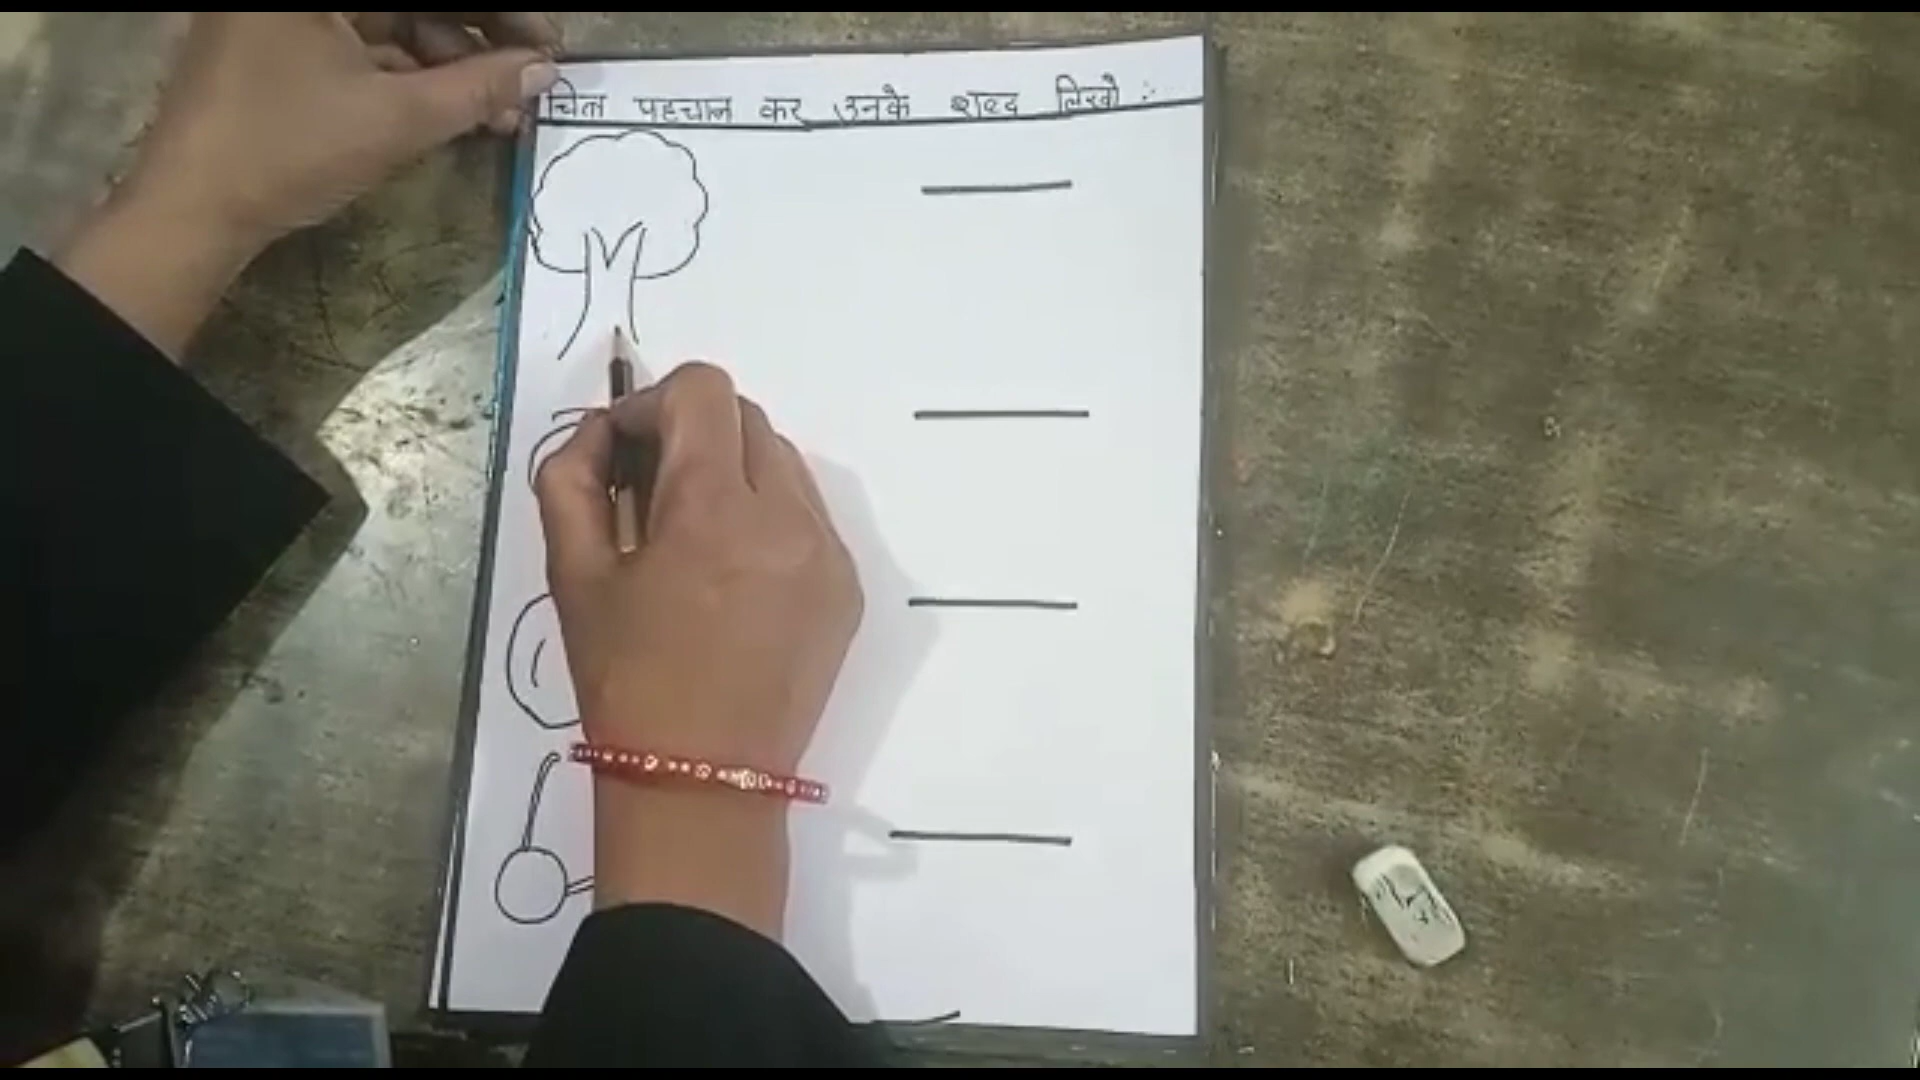 चित्र पहचान कर उनके शब्द लिखो :-